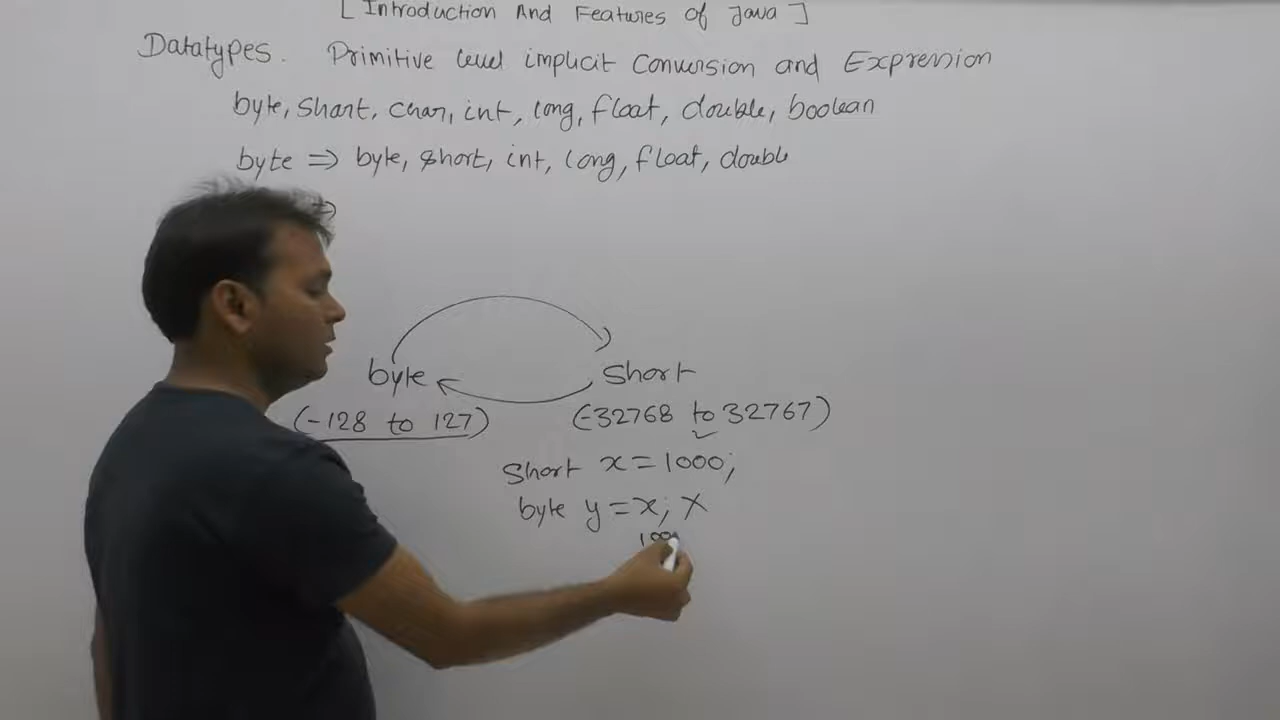 [ Introduction And Features of Java ]
Datatypes. Primitive level implicit Conversion and Expression
byte, short, char, int, long, float, double, boolean
byte => byte, short, int, long, float, double
=>
byte short
(-128 to 127) (-32768 to 32767)
short x = 1000;
byte y = x; X
100